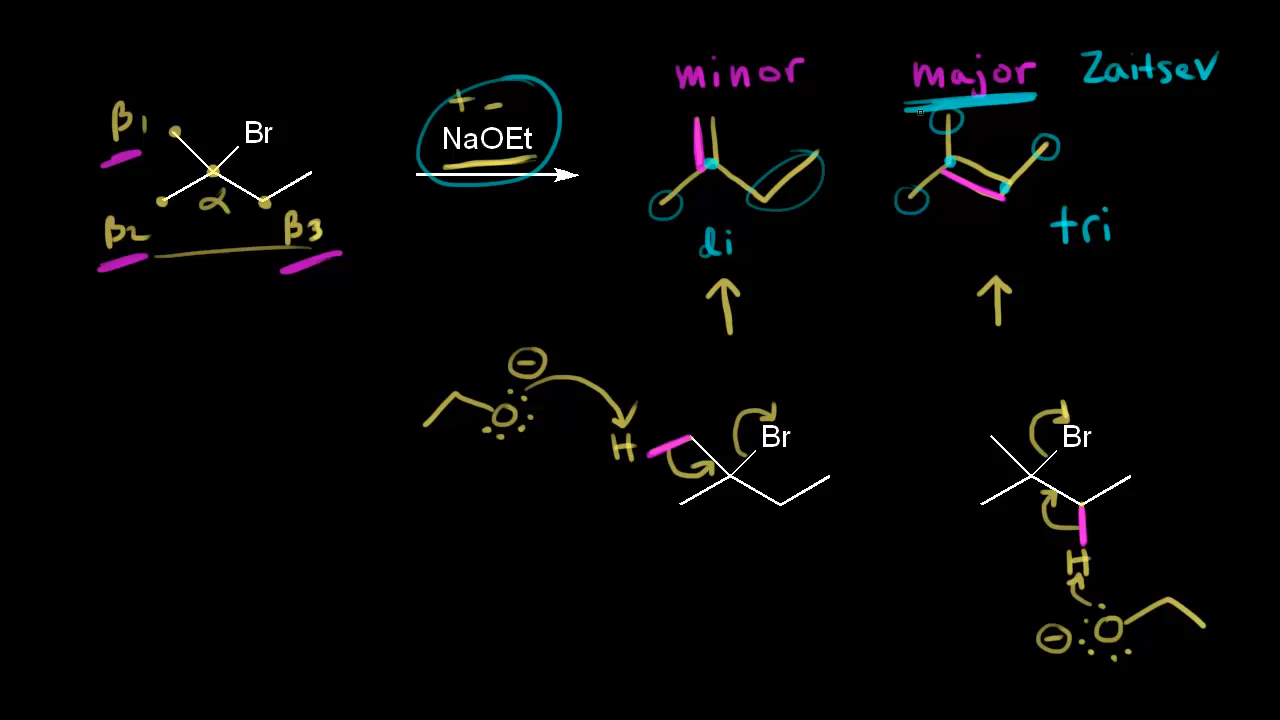 minor major Zaitsev
+ -
β1 Br NaOEt
α
β2 β3
di tri
-
O
H Br Br
H
- O